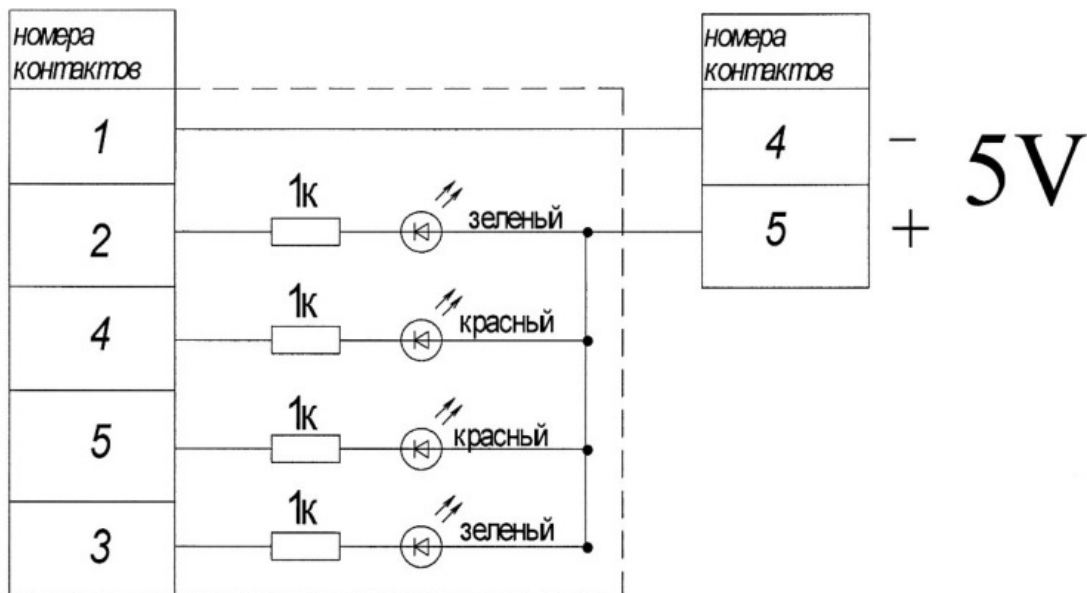 номера
контактов
номера
контактов
1
4
–
5V
1к
зеленый
2
5
+
1к
красный
4
1к
красный
5
1к
зеленый
3